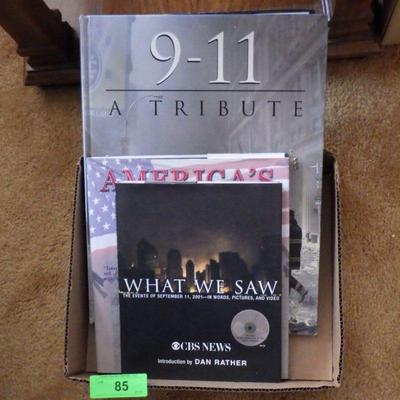 9-11
A TRIBUTE
AMERICA'S
WHAT WE SAW
THE EVENTS OF SEPTEMBER 11, 2001—IN WORDS, PICTURES, AND VIDEO
CBS NEWS
Introduction by DAN RATHER
85